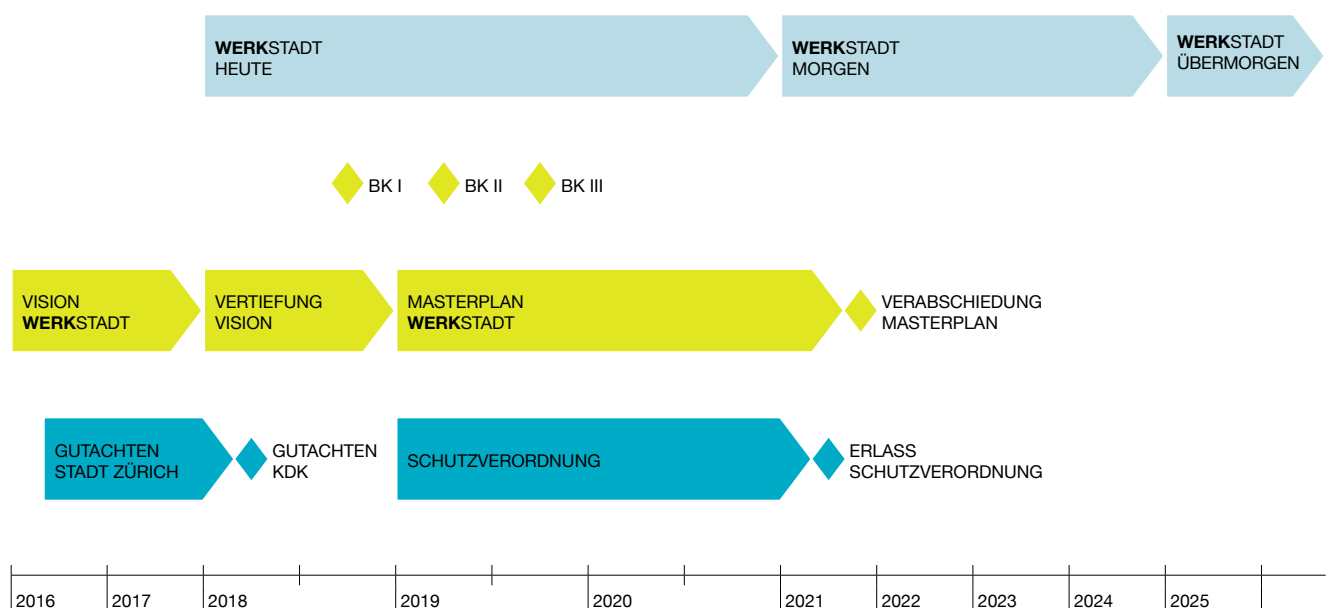 WERKSTADT
HEUTE
WERKSTADT
MORGEN
WERKSTADT
ÜBERMORGEN
BK I
BK II
BK III
VISION
WERKSTADT
VERTIEFUNG
VISION
MASTERPLAN
WERKSTADT
VERABSCHIEDUNG
MASTERPLAN
GUTACHTEN
STADT ZÜRICH
GUTACHTEN
KDK
SCHUTZVERORDNUNG
ERLASS
SCHUTZVERORDNUNG
2016 2017 2018 2019 2020 2021 2022 2023 2024 2025